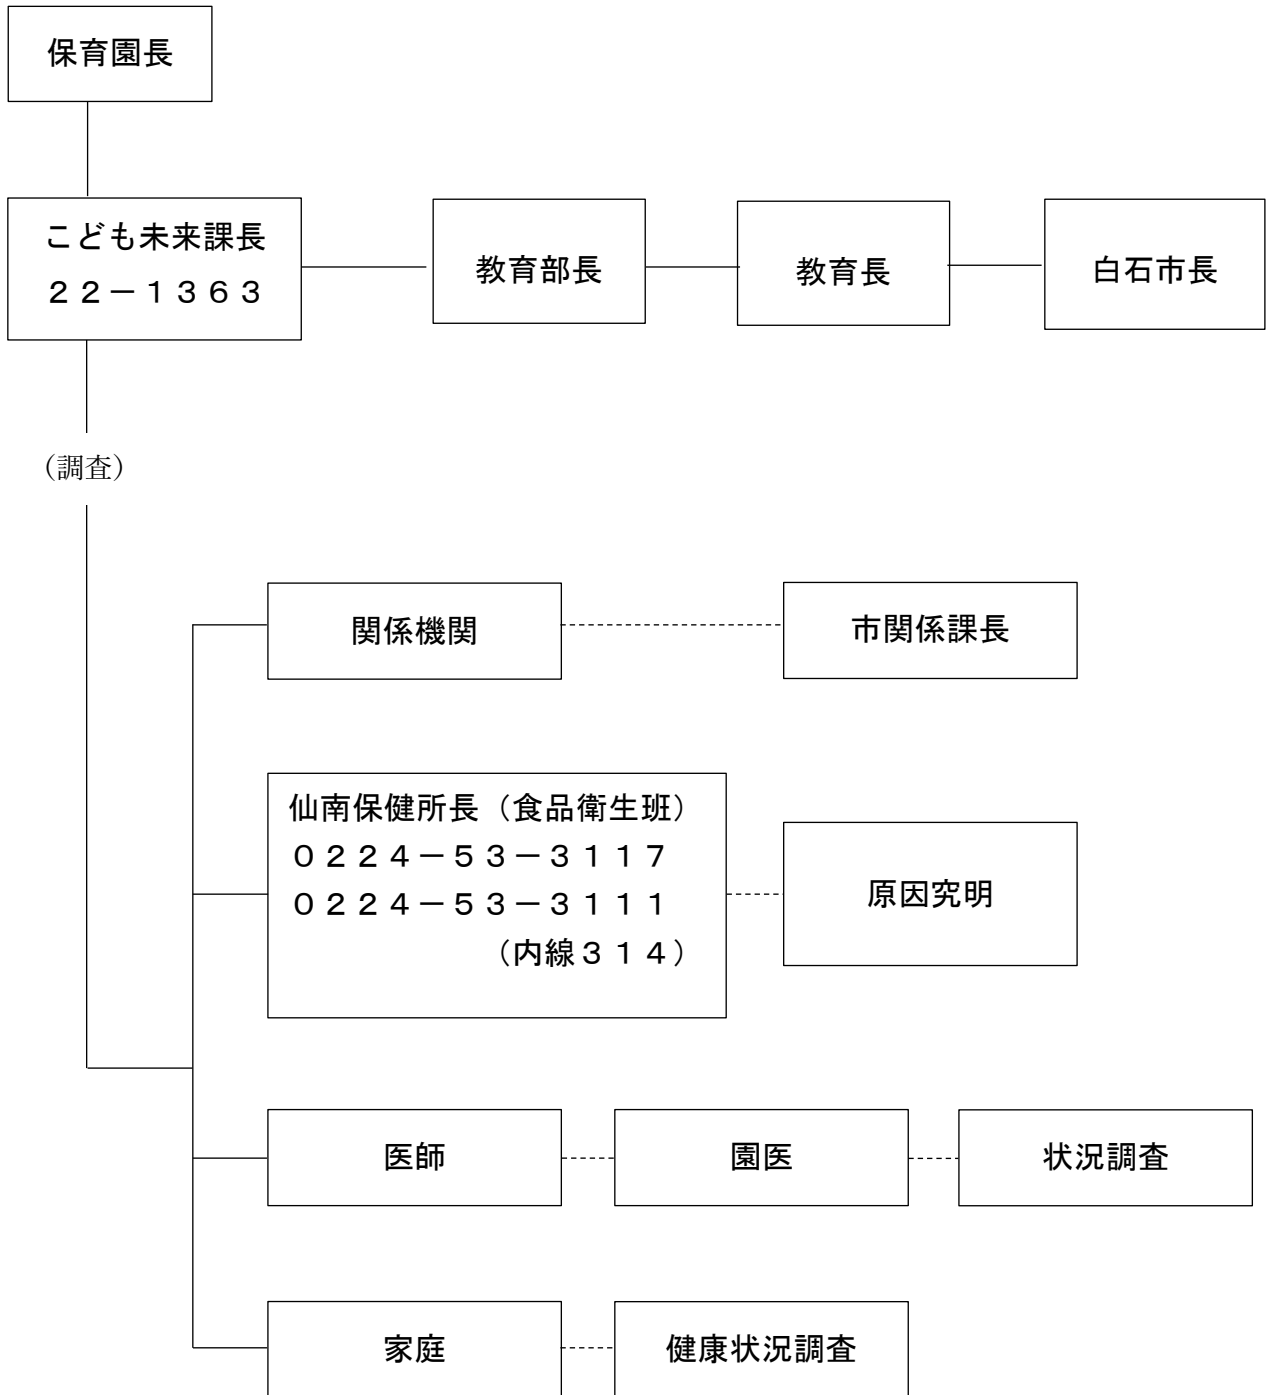 保育園長
こども未来課長
２２－１３６３
教育部長
教育長
白石市長
（調査）
関係機関
市関係課長
仙南保健所長（食品衛生班）
０２２４－５３－３１１７
０２２４－５３－３１１１
（内線３１４）
原因究明
医師
園医
状況調査
家庭
健康状況調査